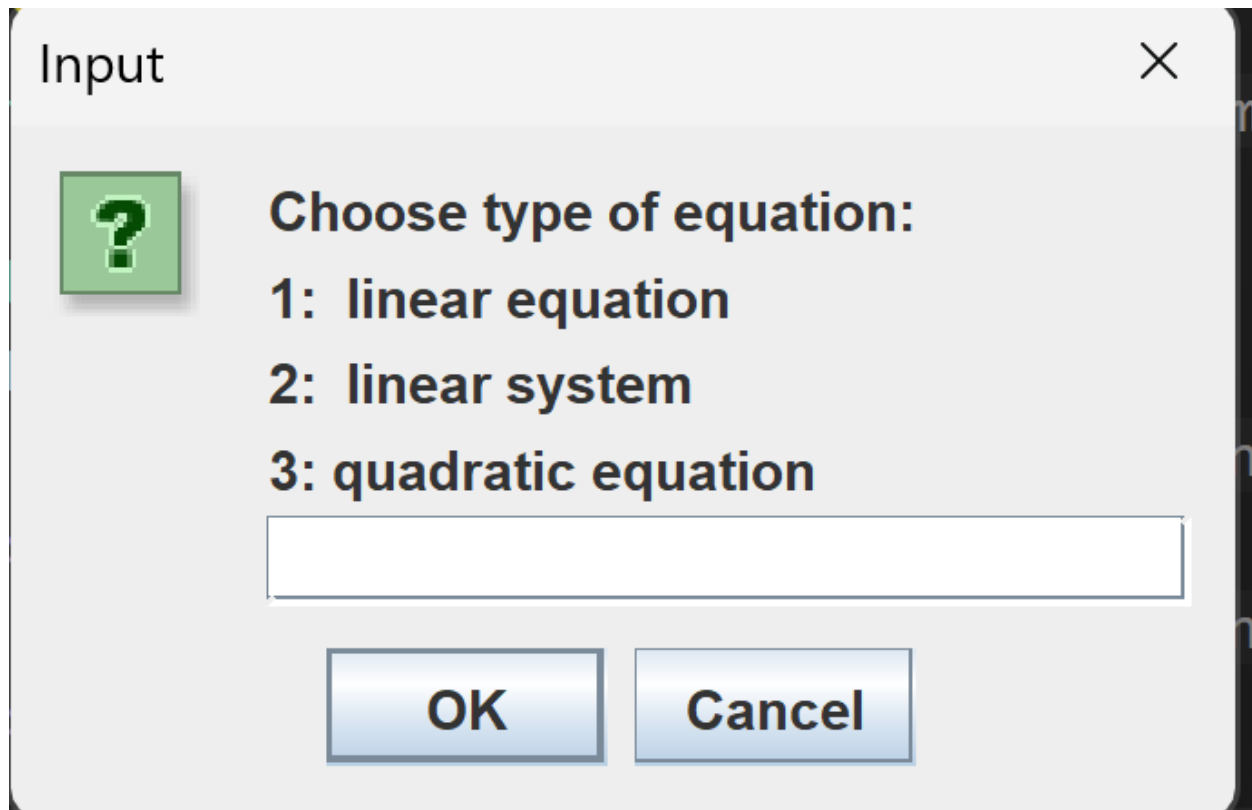 Input
Choose type of equation:
1:  linear equation
2:  linear system
3: quadratic equation
OK Cancel